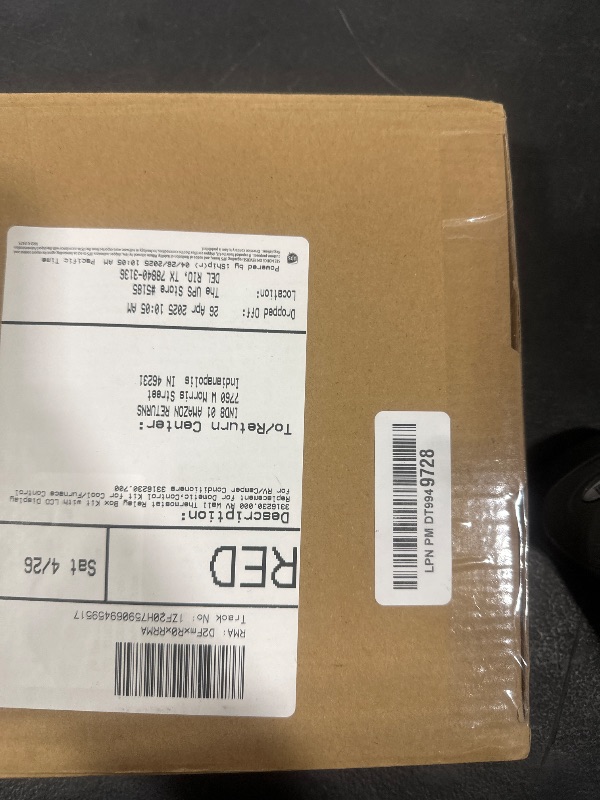 RMA: D2FmxR0xRRMA
Track No: 1ZF20H759069459517
RED
Sat 4/26
Description:
3316230.000 RV Wall Thermostat Relay Box Kit with LCD Display
Replacement for Dometic,Control Kit for Cool/Furnace Control
for RV/Camper Conditioners 3316230.700
To/Return Center:
IND8 01 AMAZON RETURNS
7760 W Morris Street
Indianapolis IN 46231
Dropped Off:
26 Apr 2025 10:05 AM
Location:
The UPS Store #5185
DEL RIO, TX 78840-3136
Powered by iShip(r) 04/26/2025 10:05 AM Pacific Time
LPN PM DT9949728